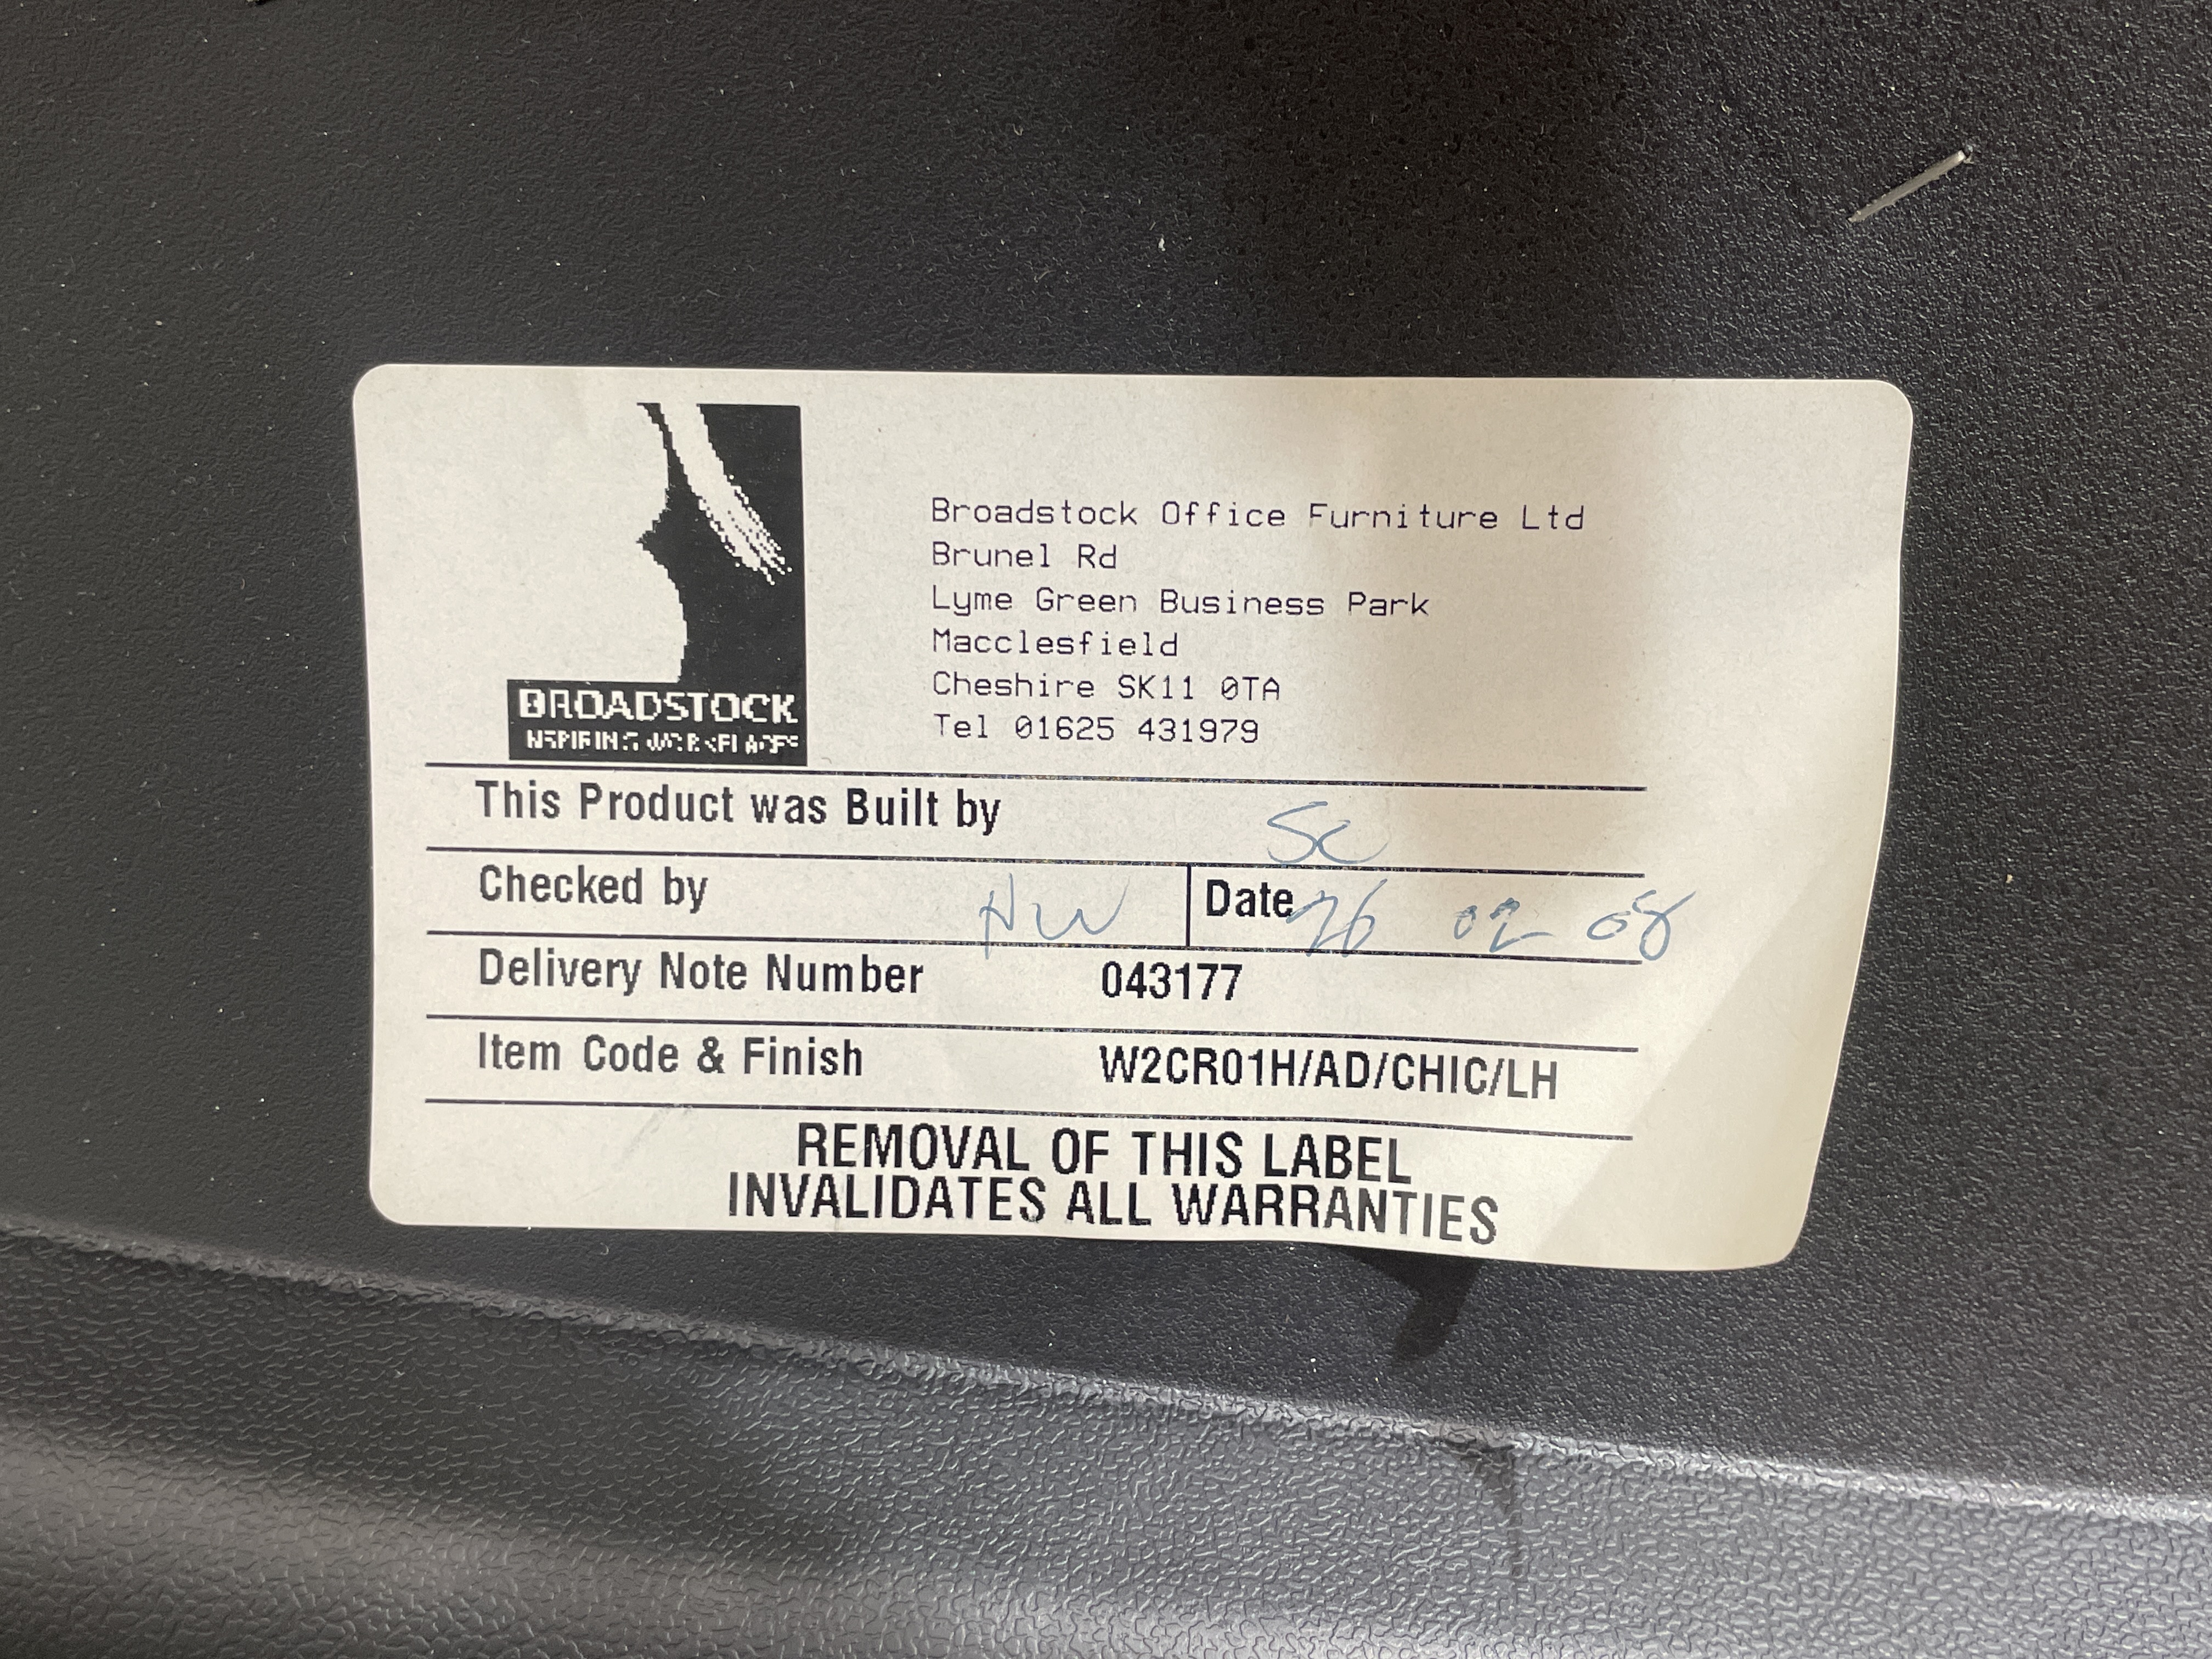 BROADSTOCK
Broadstock Office Furniture Ltd
Brunel Rd
Lyme Green Business Park
Macclesfield
Cheshire SK11 0TA
Tel 01625 431979
This Product was Built by SC
Checked by HW Date 26 02 08
Delivery Note Number 043177
Item Code & Finish W2CR01H/AD/CHIC/LH
REMOVAL OF THIS LABEL
INVALIDATES ALL WARRANTIES